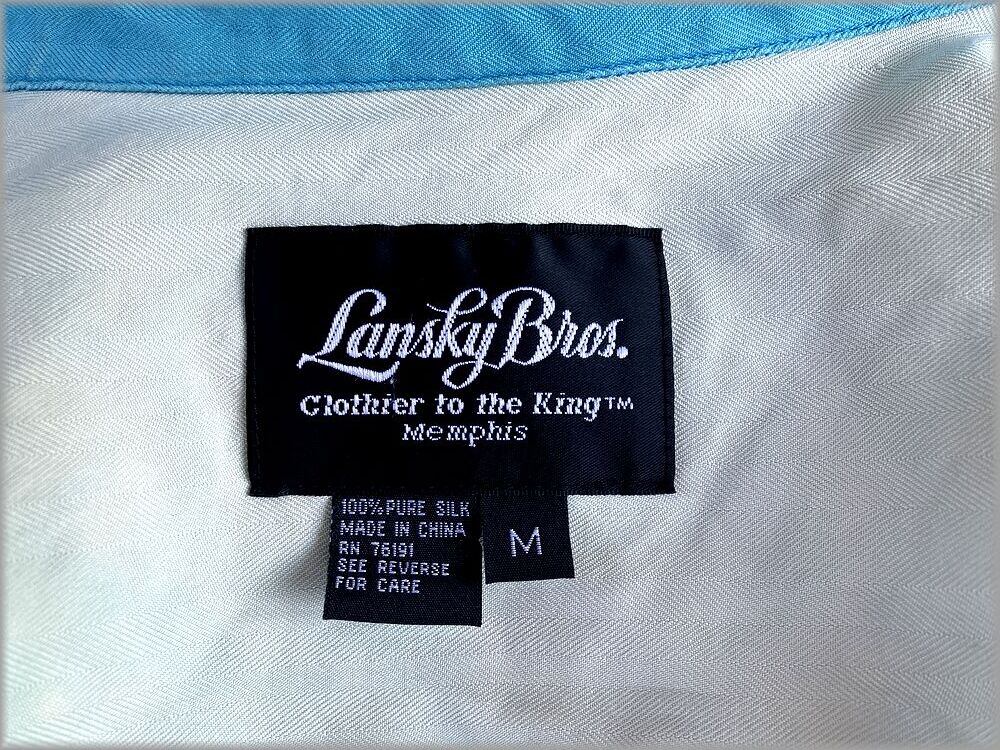 Lansky Bros.
Clothier to the King™
Memphis
100% PURE SILK
MADE IN CHINA
RN 76191
SEE REVERSE
FOR CARE
M